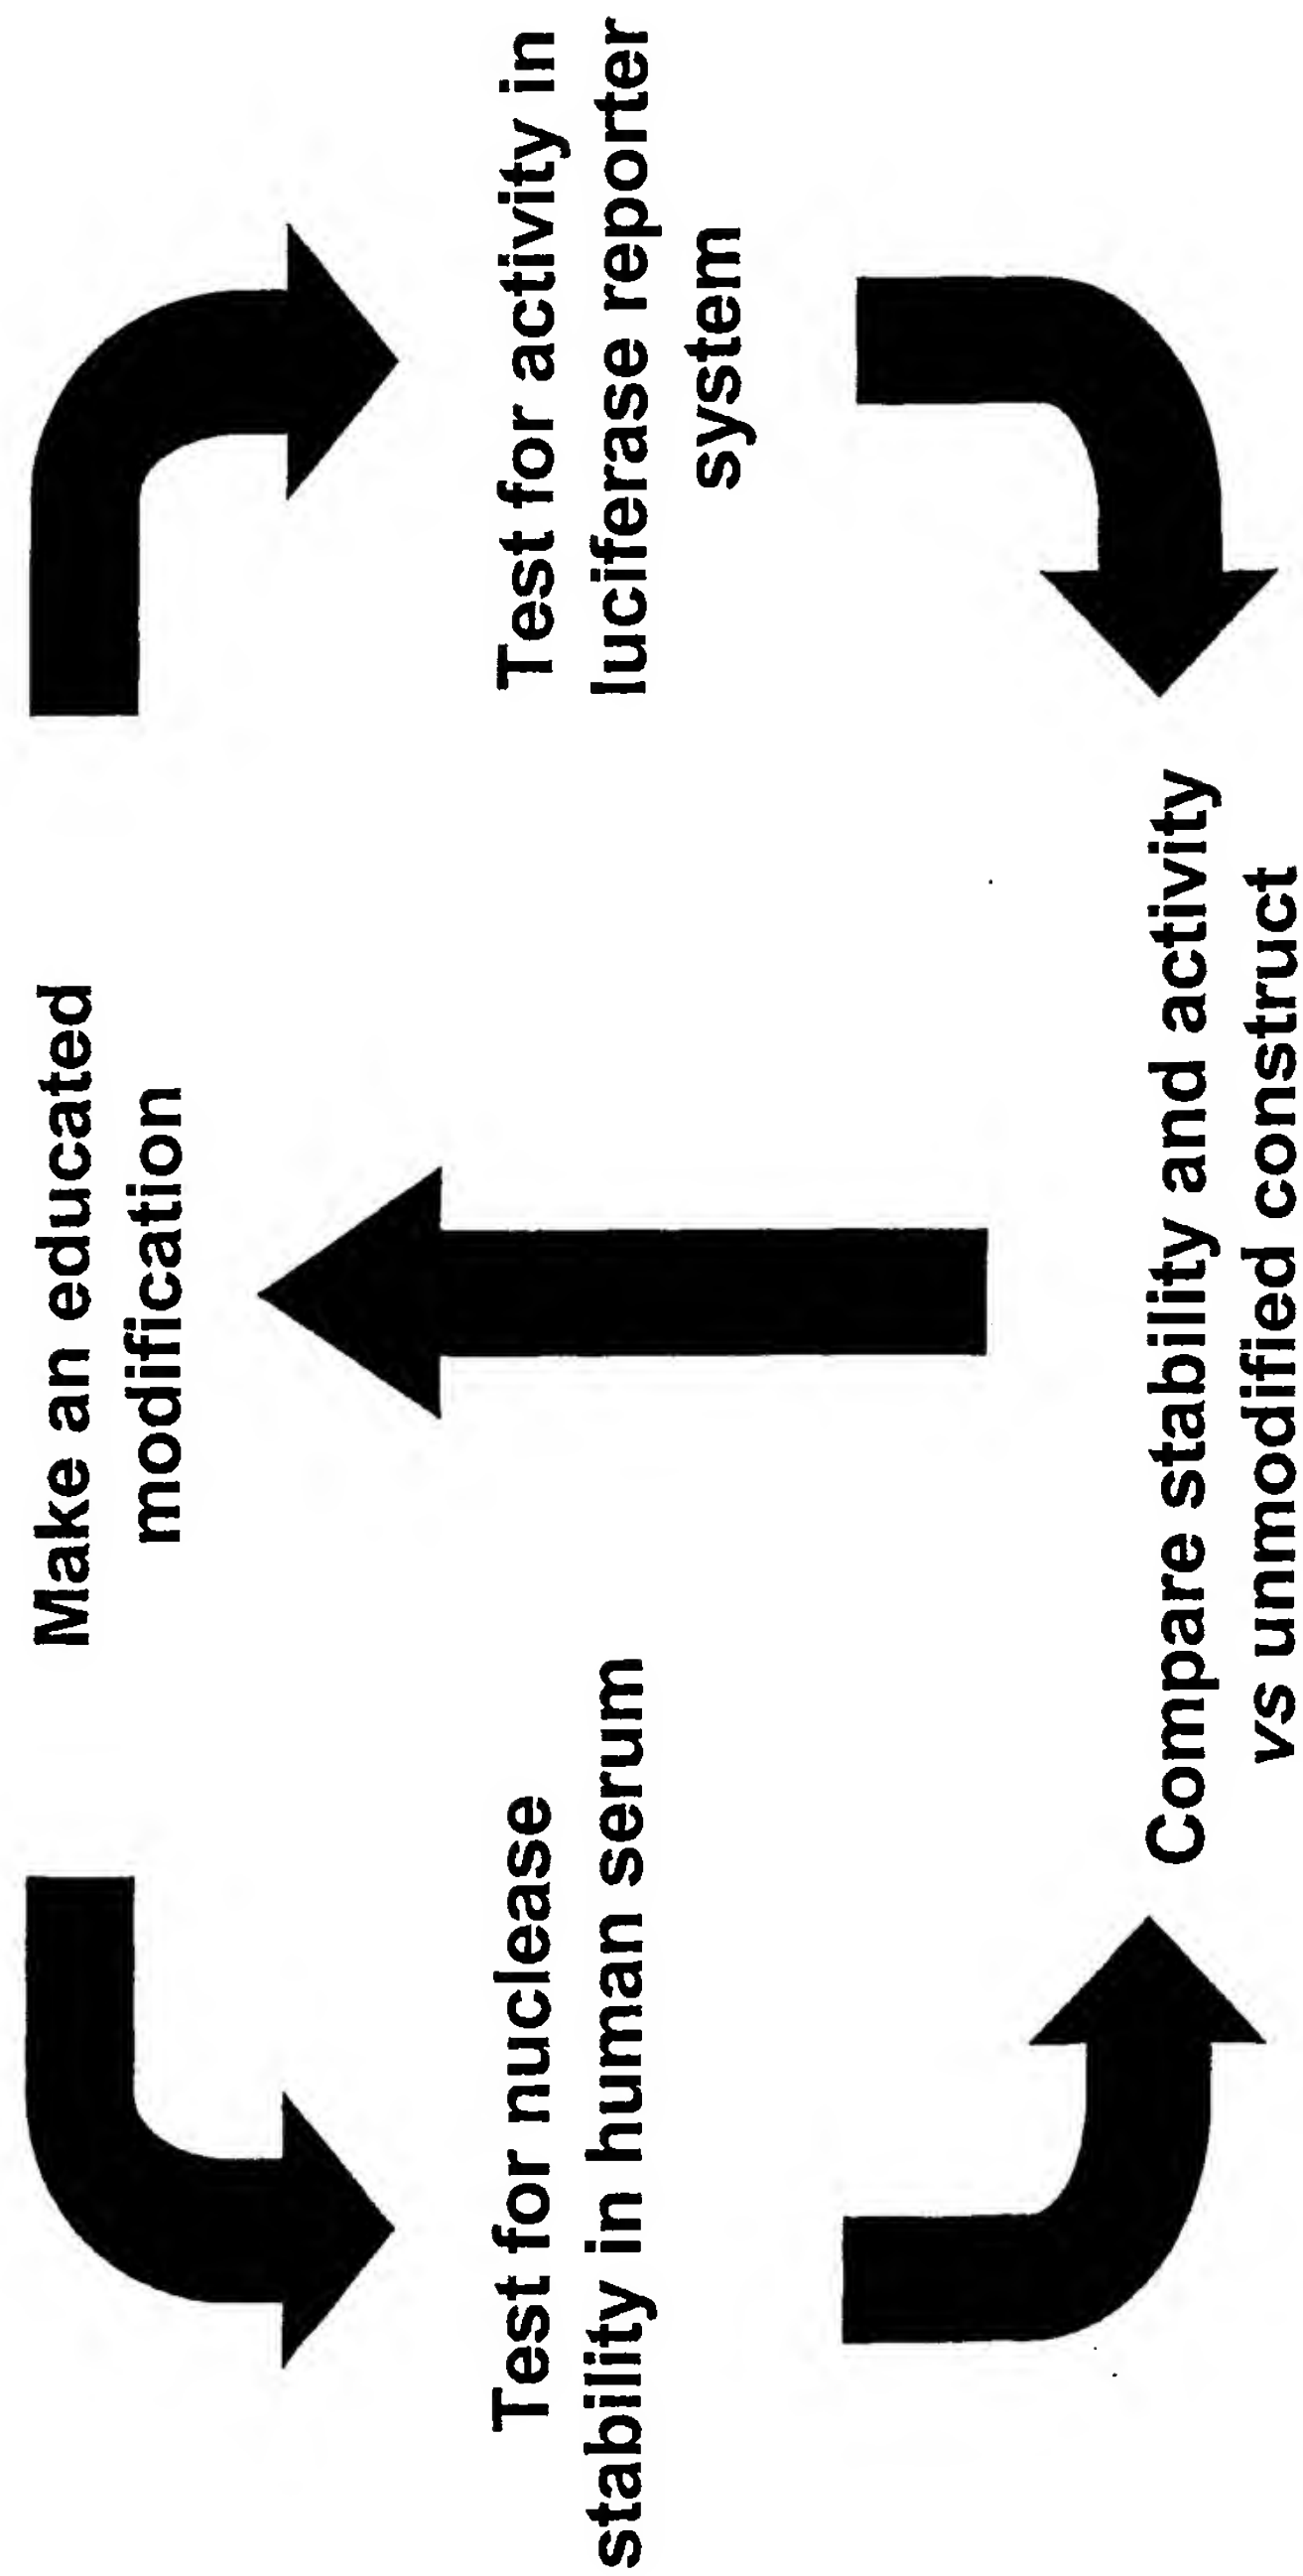 Make an educated
modification
Test for nuclease
stability in human serum
Test for activity in
luciferase reporter
system
Compare stability and activity
vs unmodified construct